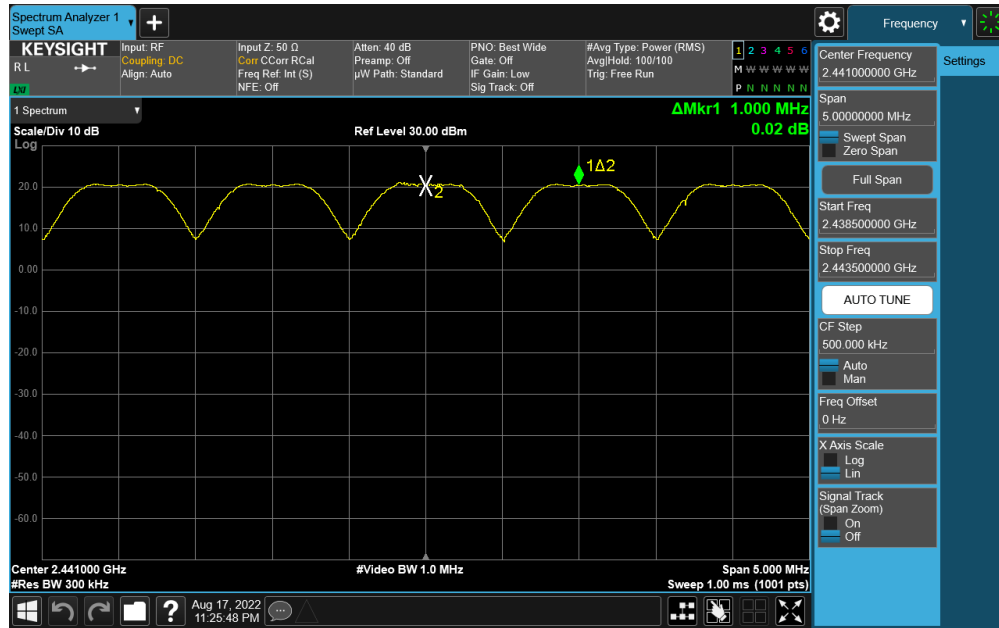 Spectrum Analyzer 1
Swept SA
+
Frequency
KEYSIGHT
R L
LXI
Input: RF
Coupling: DC
Align: Auto
Input Z: 50 Ω
Corr CCorr RCal
Freq Ref: Int (S)
NFE: Off
Atten: 40 dB
Preamp: Off
µW Path: Standard
PNO: Best Wide
Gate: Off
IF Gain: Low
Sig Track: Off
#Avg Type: Power (RMS)
Avg|Hold: 100/100
Trig: Free Run
1 2 3 4 5 6
M W W W W W
P N N N N N
Center Frequency
2.441000000 GHz
Settings
Span
5.00000000 MHz
Swept Span
Zero Span
Full Span
Start Freq
2.438500000 GHz
Stop Freq
2.443500000 GHz
AUTO TUNE
CF Step
500.000 kHz
Auto
Man
Freq Offset
0 Hz
X Axis Scale
Log
Lin
Signal Track
(Span Zoom)
On
Off
1 Spectrum
ΔMkr1 1.000 MHz
0.02 dB
Scale/Div 10 dB
Ref Level 30.00 dBm
Log
1Δ2
2
20.0
10.0
0.00
-10.0
-20.0
-30.0
-40.0
-50.0
-60.0
Center 2.441000 GHz
#Video BW 1.0 MHz
Span 5.000 MHz
#Res BW 300 kHz
Sweep 1.00 ms (1001 pts)
?
Aug 17, 2022
11:25:48 PM